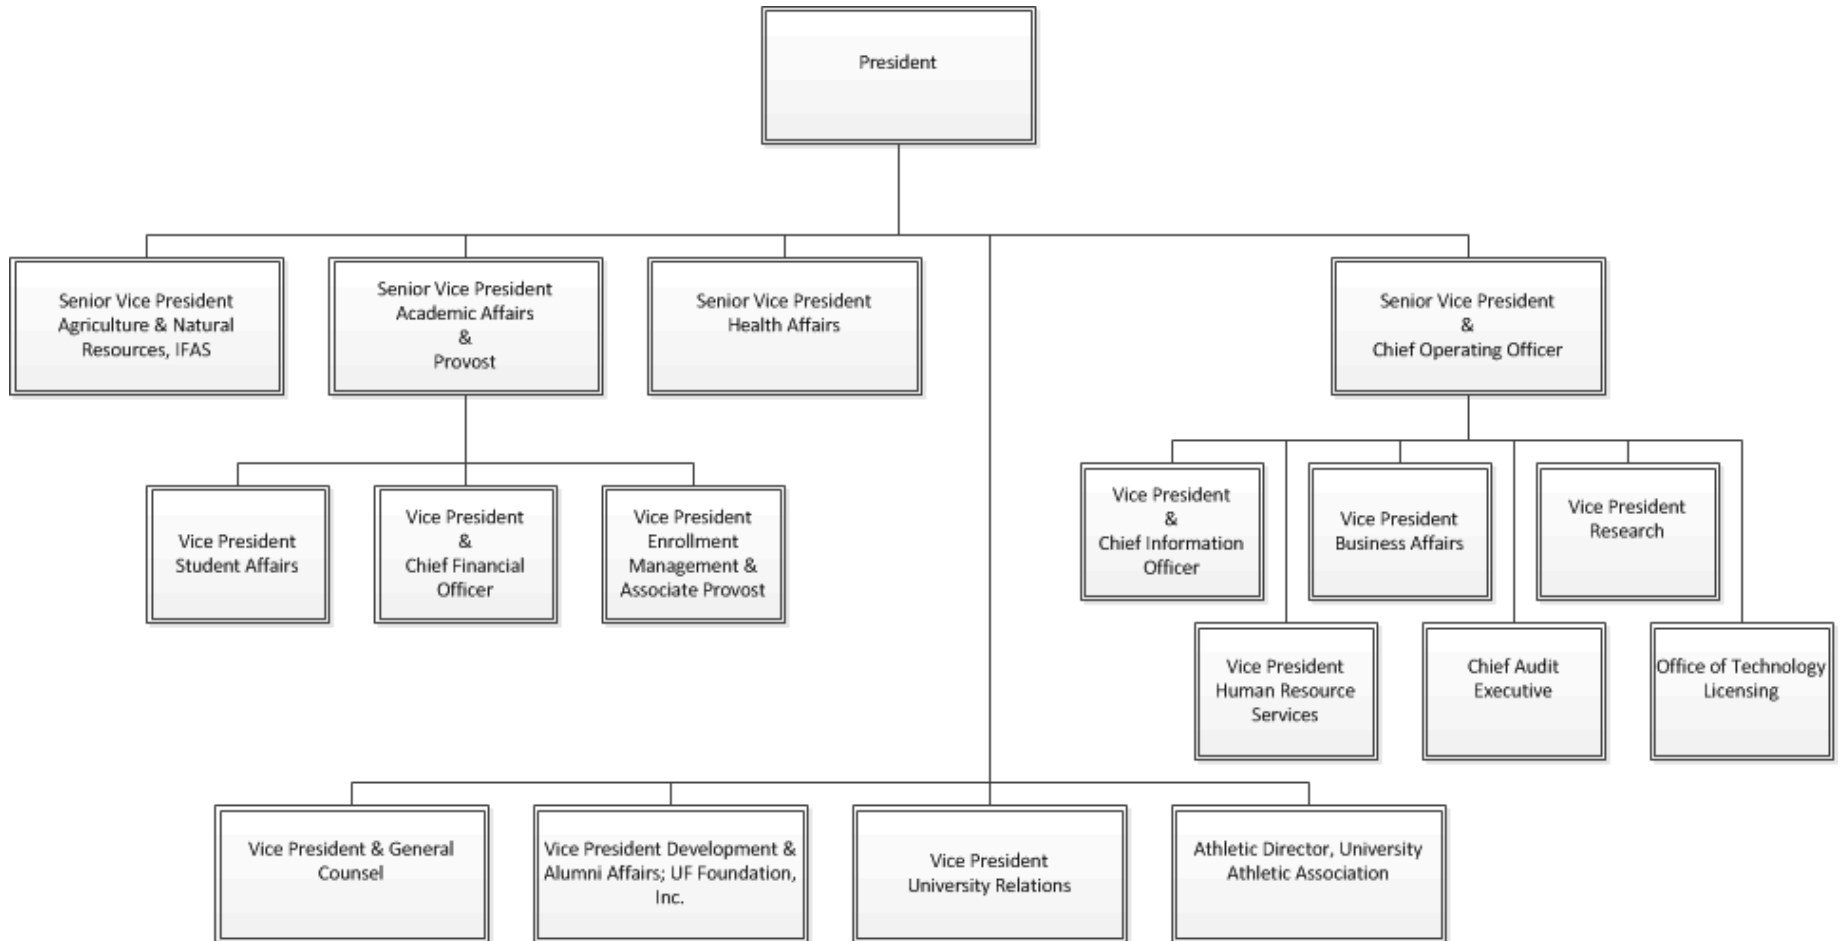 President
Senior Vice President
Agriculture & Natural
Resources, IFAS
Senior Vice President
Academic Affairs
&
Provost
Senior Vice President
Health Affairs
Senior Vice President
&
Chief Operating Officer
Vice President
Student Affairs
Vice President
&
Chief Financial
Officer
Vice President
Enrollment
Management &
Associate Provost
Vice President
&
Chief Information
Officer
Vice President
Business Affairs
Vice President
Research
Vice President
Human Resource
Services
Chief Audit
Executive
Office of Technology
Licensing
Vice President & General
Counsel
Vice President Development &
Alumni Affairs; UF Foundation,
Inc.
Vice President
University Relations
Athletic Director, University
Athletic Association